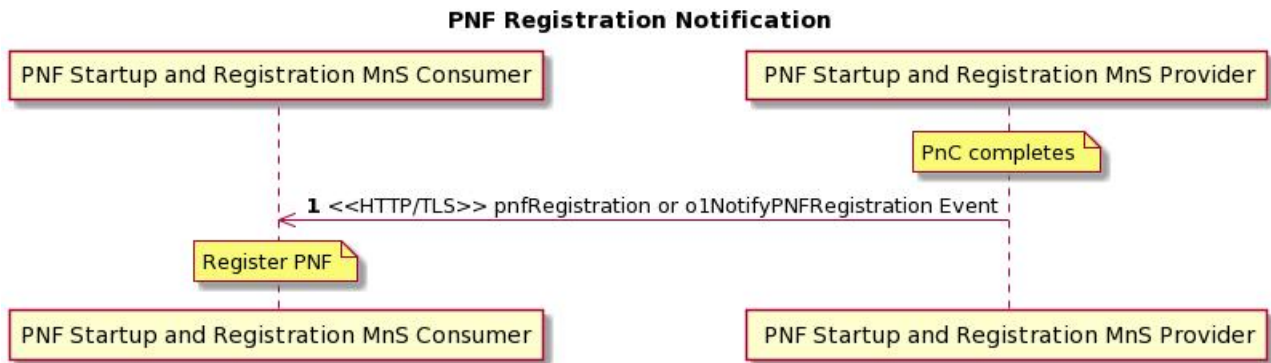 PNF Registration Notification
PNF Startup and Registration MnS Consumer
PNF Startup and Registration MnS Provider
PnC completes
1 <<HTTP/TLS>> pnfRegistration or o1NotifyPNFRegistration Event
Register PNF
PNF Startup and Registration MnS Consumer
PNF Startup and Registration MnS Provider